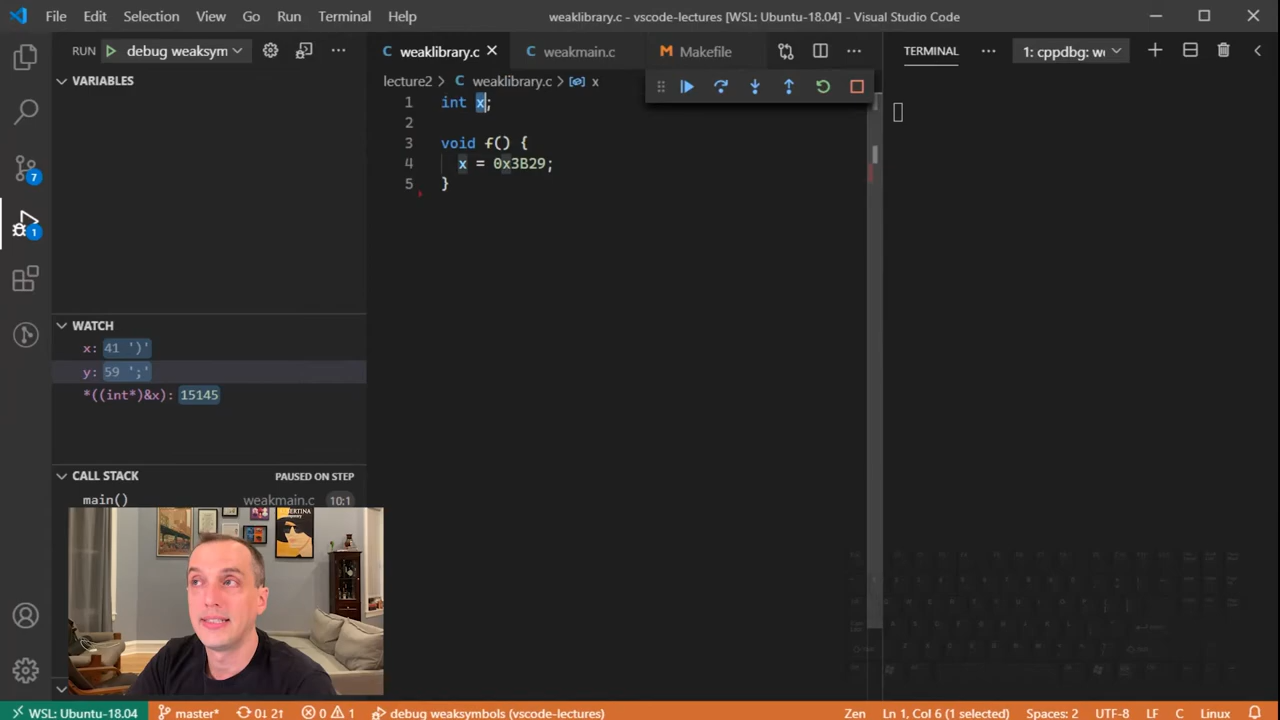 File Edit Selection View Go Run Terminal Help weaklibrary.c - vscode-lectures [WSL: Ubuntu-18.04] - Visual Studio Code
RUN debug weaksym weaklibrary.c weakmain.c Makefile TERMINAL 1: cppdbg: we
VARIABLES lecture2 > C weaklibrary.c > x
1 int x;
2
3 void f() {
4 x = 0x3B29;
5 }
7
1
WATCH
x: 41 ')'
y: 59 ';'
*((int*)&x): 15145
CALL STACK PAUSED ON STEP
main() weakmain.c 10:1
LIBERTINA
WSL: Ubuntu-18.04 master* 0↓ 2↑ 0 1 debug weaksymbols (vscode-lectures) Zen Ln 1, Col 6 (1 selected) Spaces: 2 UTF-8 LF C Linux